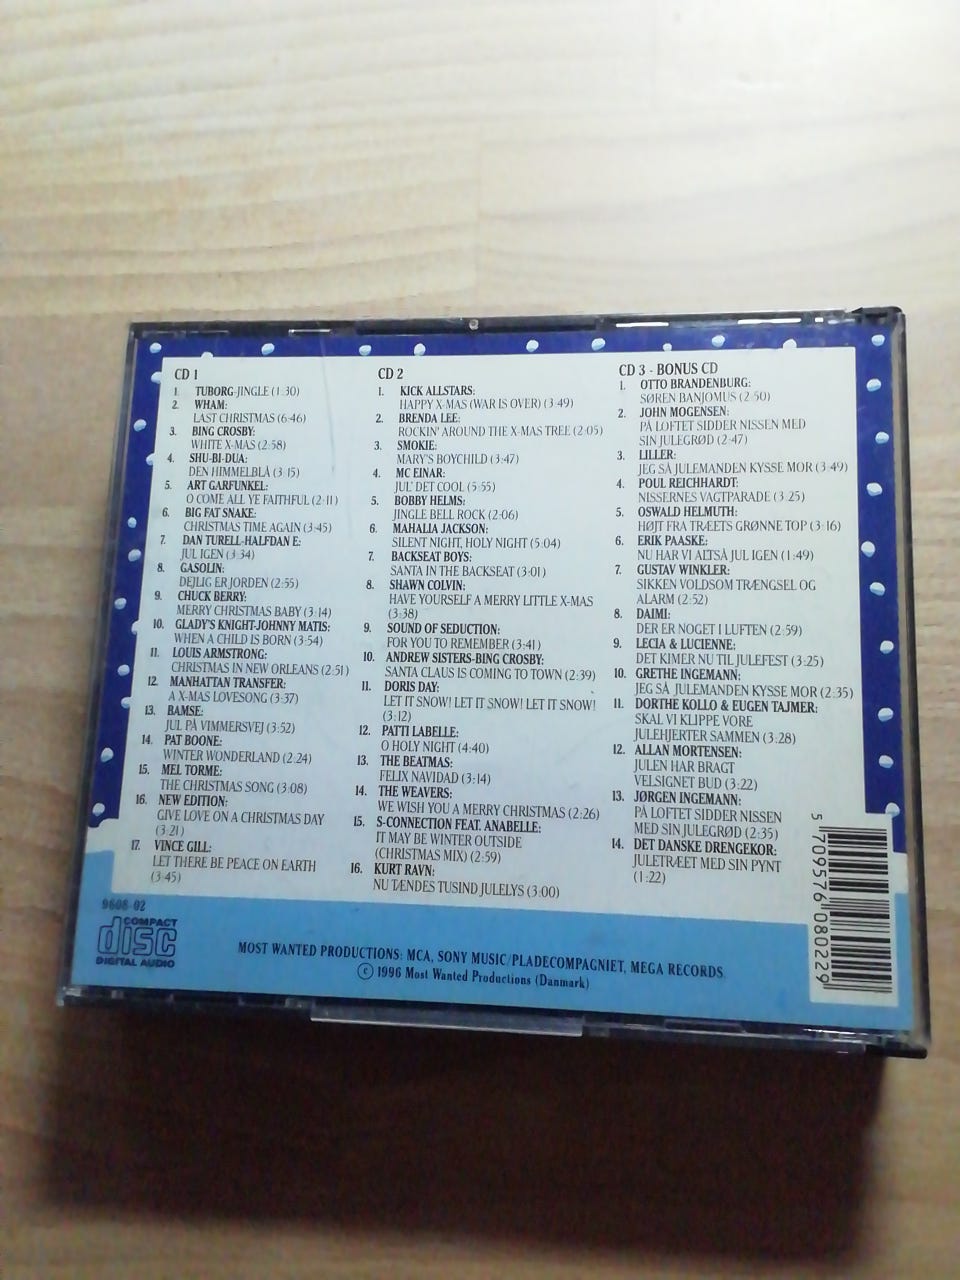 CD 1
1. TUBORG-JINGLE (1:30)
2. WHAM:
LAST CHRISTMAS (6:46)
3. BING CROSBY:
WHITE X-MAS (2:58)
4. SHU-BI-DUA:
DEN HIMMELBLÅ (3:15)
5. ART GARFUNKEL:
O COME ALL YE FAITHFUL (2:11)
6. BIG FAT SNAKE:
CHRISTMAS TIME AGAIN (3:45)
7. DAN TURELL-HALFDAN E:
JUL IGEN (3:34)
8. GASOLIN:
DEJLIG ER JORDEN (2:55)
9. CHUCK BERRY:
MERRY CHRISTMAS BABY (3:14)
10. GLADY'S KNIGHT-JOHNNY MATIS:
WHEN A CHILD IS BORN (3:54)
11. LOUIS ARMSTRONG:
CHRISTMAS IN NEW ORLEANS (2:51)
12. MANHATTAN TRANSFER:
A X-MAS LOVESONG (3:37)
13. BAMSE:
JUL PÅ VIMMERSVEJ (3:52)
14. PAT BOONE:
WINTER WONDERLAND (2:24)
15. MEL TORME:
THE CHRISTMAS SONG (3:08)
16. NEW EDITION:
GIVE LOVE ON A CHRISTMAS DAY
(3:21)
17. VINCE GILL:
LET THERE BE PEACE ON EARTH
(3:45)
CD 2
1. KICK ALLSTARS:
HAPPY X-MAS (WAR IS OVER) (3:49)
2. BRENDA LEE:
ROCKIN' AROUND THE X-MAS TREE (2:05)
3. SMOKIE:
MARY'S BOYCHILD (3:47)
4. MC EINAR:
JUL' DET COOL (5:55)
5. BOBBY HELMS:
JINGLE BELL ROCK (2:06)
6. MAHALIA JACKSON:
SILENT NIGHT, HOLY NIGHT (5:04)
7. BACKSEAT BOYS:
SANTA IN THE BACKSEAT (3:01)
8. SHAWN COLVIN:
HAVE YOURSELF A MERRY LITTLE X-MAS
(3:38)
9. SOUND OF SEDUCTION:
FOR YOU TO REMEMBER (3:41)
10. ANDREW SISTERS-BING CROSBY:
SANTA CLAUS IS COMING TO TOWN (2:39)
11. DORIS DAY:
LET IT SNOW! LET IT SNOW! LET IT SNOW!
(3:12)
12. PATTI LABELLE:
O HOLY NIGHT (4:40)
13. THE BEATMAS:
FELIX NAVIDAD (3:14)
14. THE WEAVERS:
WE WISH YOU A MERRY CHRISTMAS (2:26)
15. S-CONNECTION FEAT. ANABELLE:
IT MAY BE WINTER OUTSIDE
(CHRISTMAS MIX) (2:59)
16. KURT RAVN:
NU TÆNDES TUSIND JULELYS (3:00)
CD 3 - BONUS CD
1. OTTO BRANDENBURG:
SØREN BANJOMUS (2:50)
2. JOHN MOGENSEN:
PÅ LOFTET SIDDER NISSEN MED
SIN JULEGRØD (2:47)
3. LILLER:
JEG SÅ JULEMANDEN KYSSE MOR (3:49)
4. POUL REICHHARDT:
NISSERNES VAGTPARADE (3:25)
5. OSWALD HELMUTH:
HØJT FRA TRÆETS GRØNNE TOP (3:16)
6. ERIK PAASKE:
NU HAR VI ALTSÅ JUL IGEN (1:49)
7. GUSTAV WINKLER:
SIKKEN VOLDSOM TRÆNGSEL OG
ALARM (2:52)
8. DAIMI:
DER ER NOGET I LUFTEN (2:59)
9. LECIA & LUCIENNE:
DET KIMER NU TIL JULEFEST (3:25)
10. GRETHE INGEMANN:
JEG SÅ JULEMANDEN KYSSE MOR (2:35)
11. DORTHE KOLLO & EUGEN TAJMER:
SKAL VI KLIPPE VORE
JULEHJERTER SAMMEN (3:28)
12. ALLAN MORTENSEN:
JULEN HAR BRAGT
VELSIGNET BUD (3:22)
13. JØRGEN INGEMANN:
PÅ LOFTET SIDDER NISSEN
MED SIN JULEGRØD (2:35)
14. DET DANSKE DRENGEKOR:
JULETRÆET MED SIN PYNT
(1:22)
5 709576 080229
9608-02
COMPACT
disc
DIGITAL AUDIO
MOST WANTED PRODUCTIONS: MCA, SONY MUSIC/PLADECOMPAGNIET, MEGA RECORDS.
© 1996 Most Wanted Productions (Danmark)